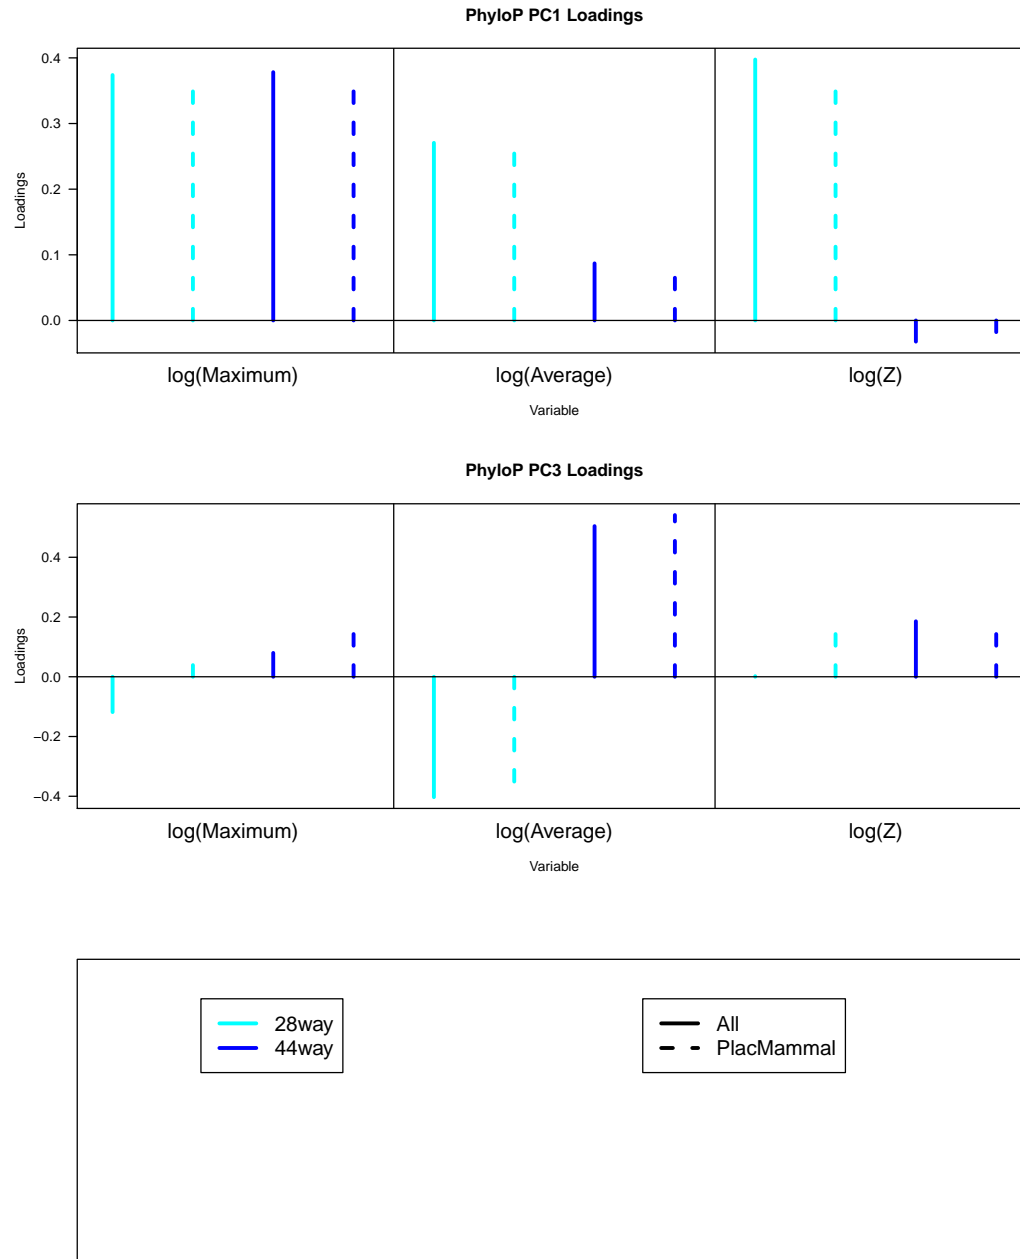 PhyloP PC1 Loadings
0.4
0.3
0.2
0.1
0.0
Loadings
log(Maximum) log(Average) log(Z)
Variable
PhyloP PC3 Loadings
0.4
0.2
0.0
−0.2
−0.4
Loadings
log(Maximum) log(Average) log(Z)
Variable
28way
44way
All
PlacMammal